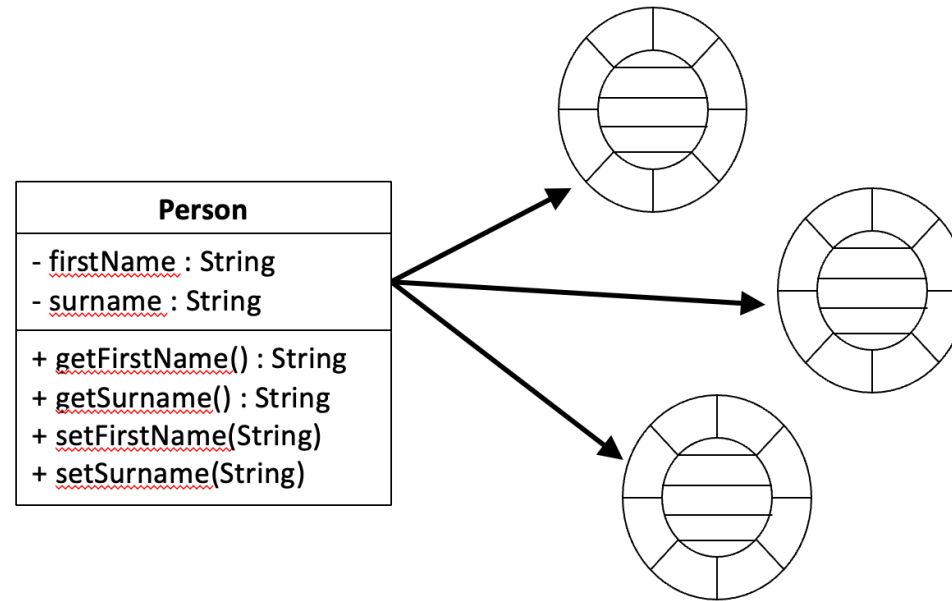 Person
- firstName : String
- surname : String
+ getFirstName() : String
+ getSurname() : String
+ setFirstName(String)
+ setSurname(String)